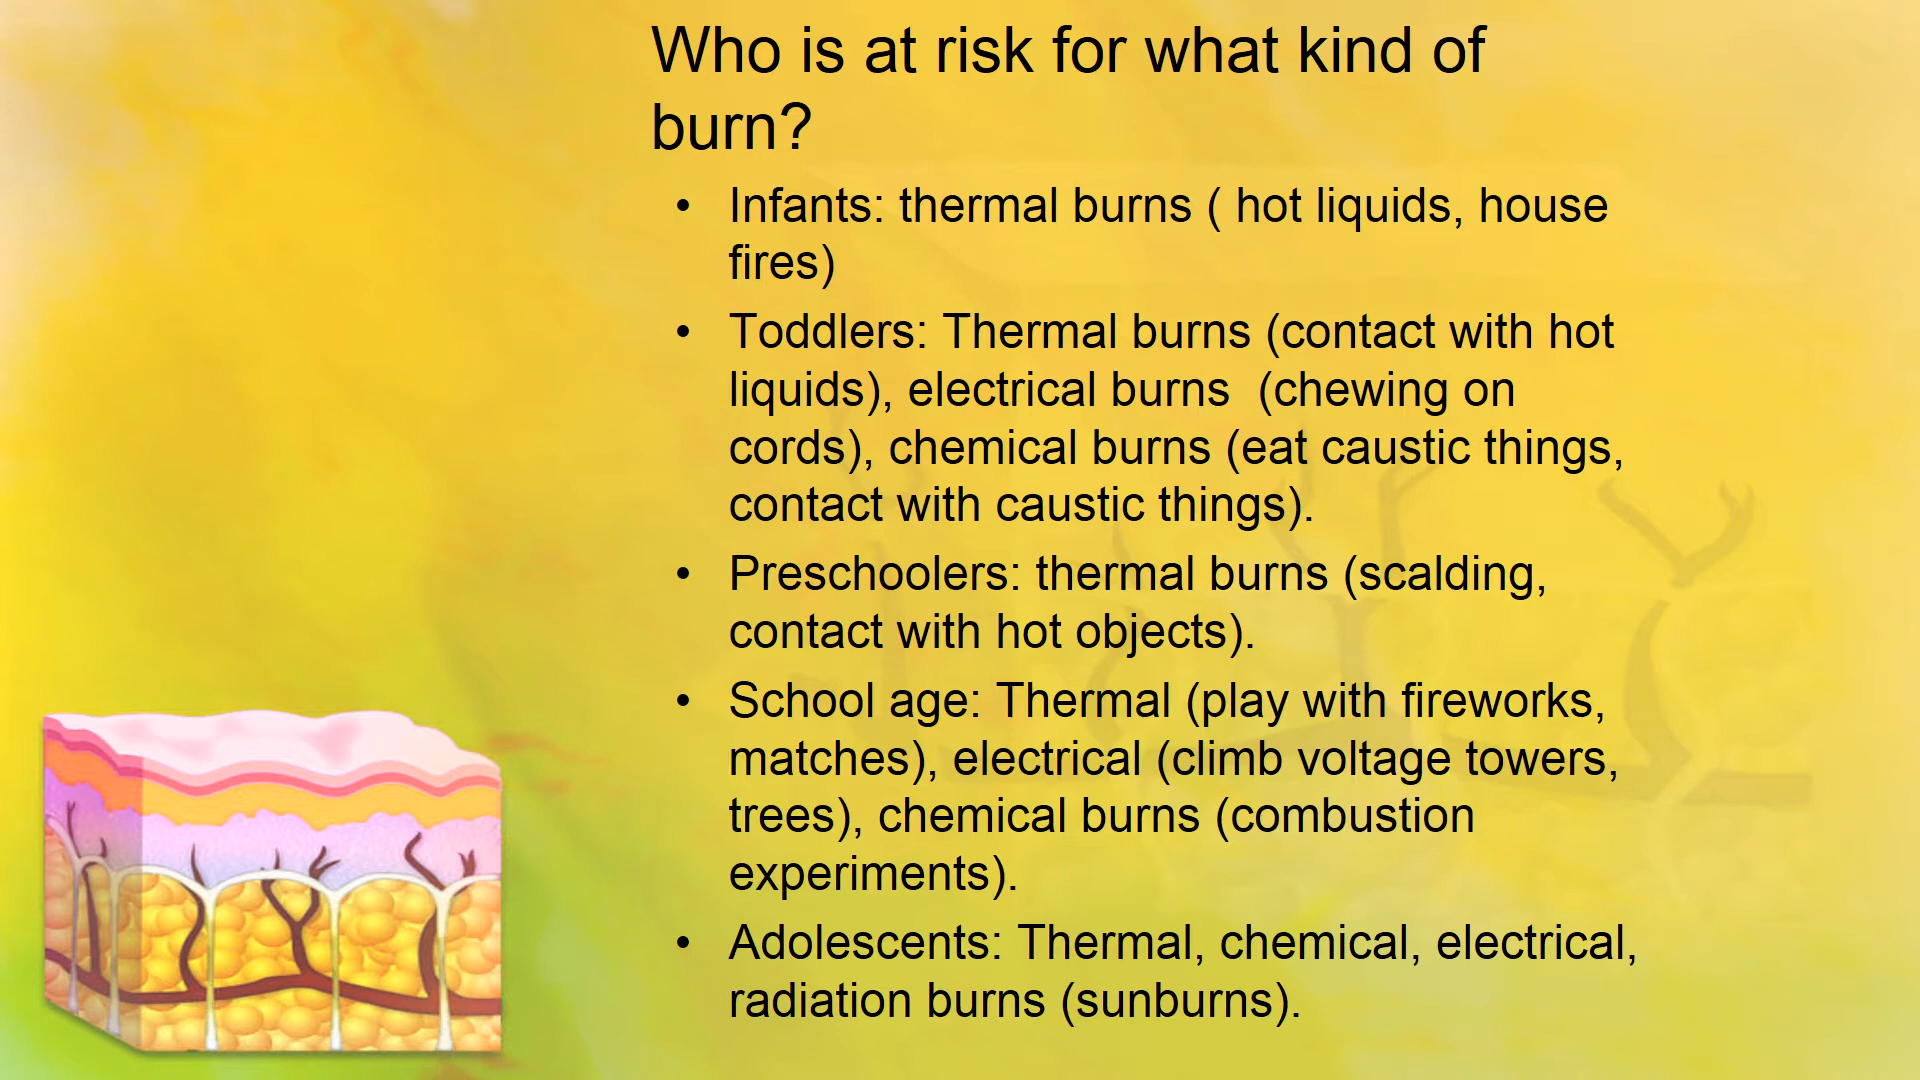 Who is at risk for what kind of
burn?
• Infants: thermal burns ( hot liquids, house
fires)
• Toddlers: Thermal burns (contact with hot
liquids), electrical burns  (chewing on
cords), chemical burns (eat caustic things,
contact with caustic things).
• Preschoolers: thermal burns (scalding,
contact with hot objects).
• School age: Thermal (play with fireworks,
matches), electrical (climb voltage towers,
trees), chemical burns (combustion
experiments).
• Adolescents: Thermal, chemical, electrical,
radiation burns (sunburns).